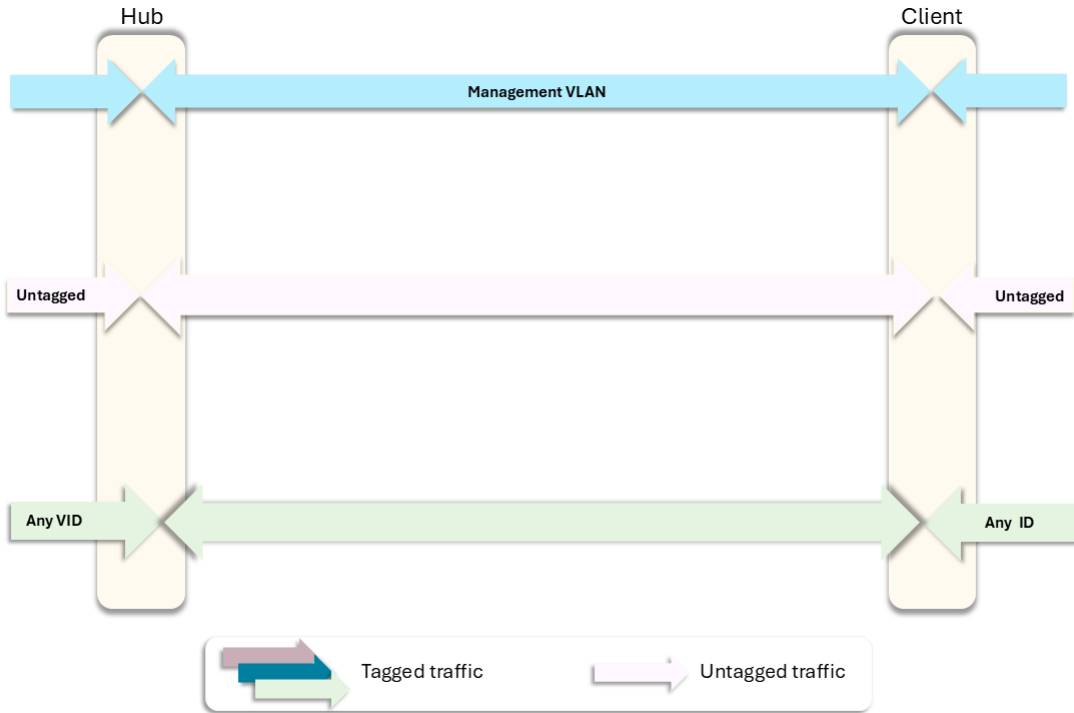 Hub
Client
Management VLAN
Untagged
Untagged
Any VID
Any  ID
Tagged traffic
Untagged traffic